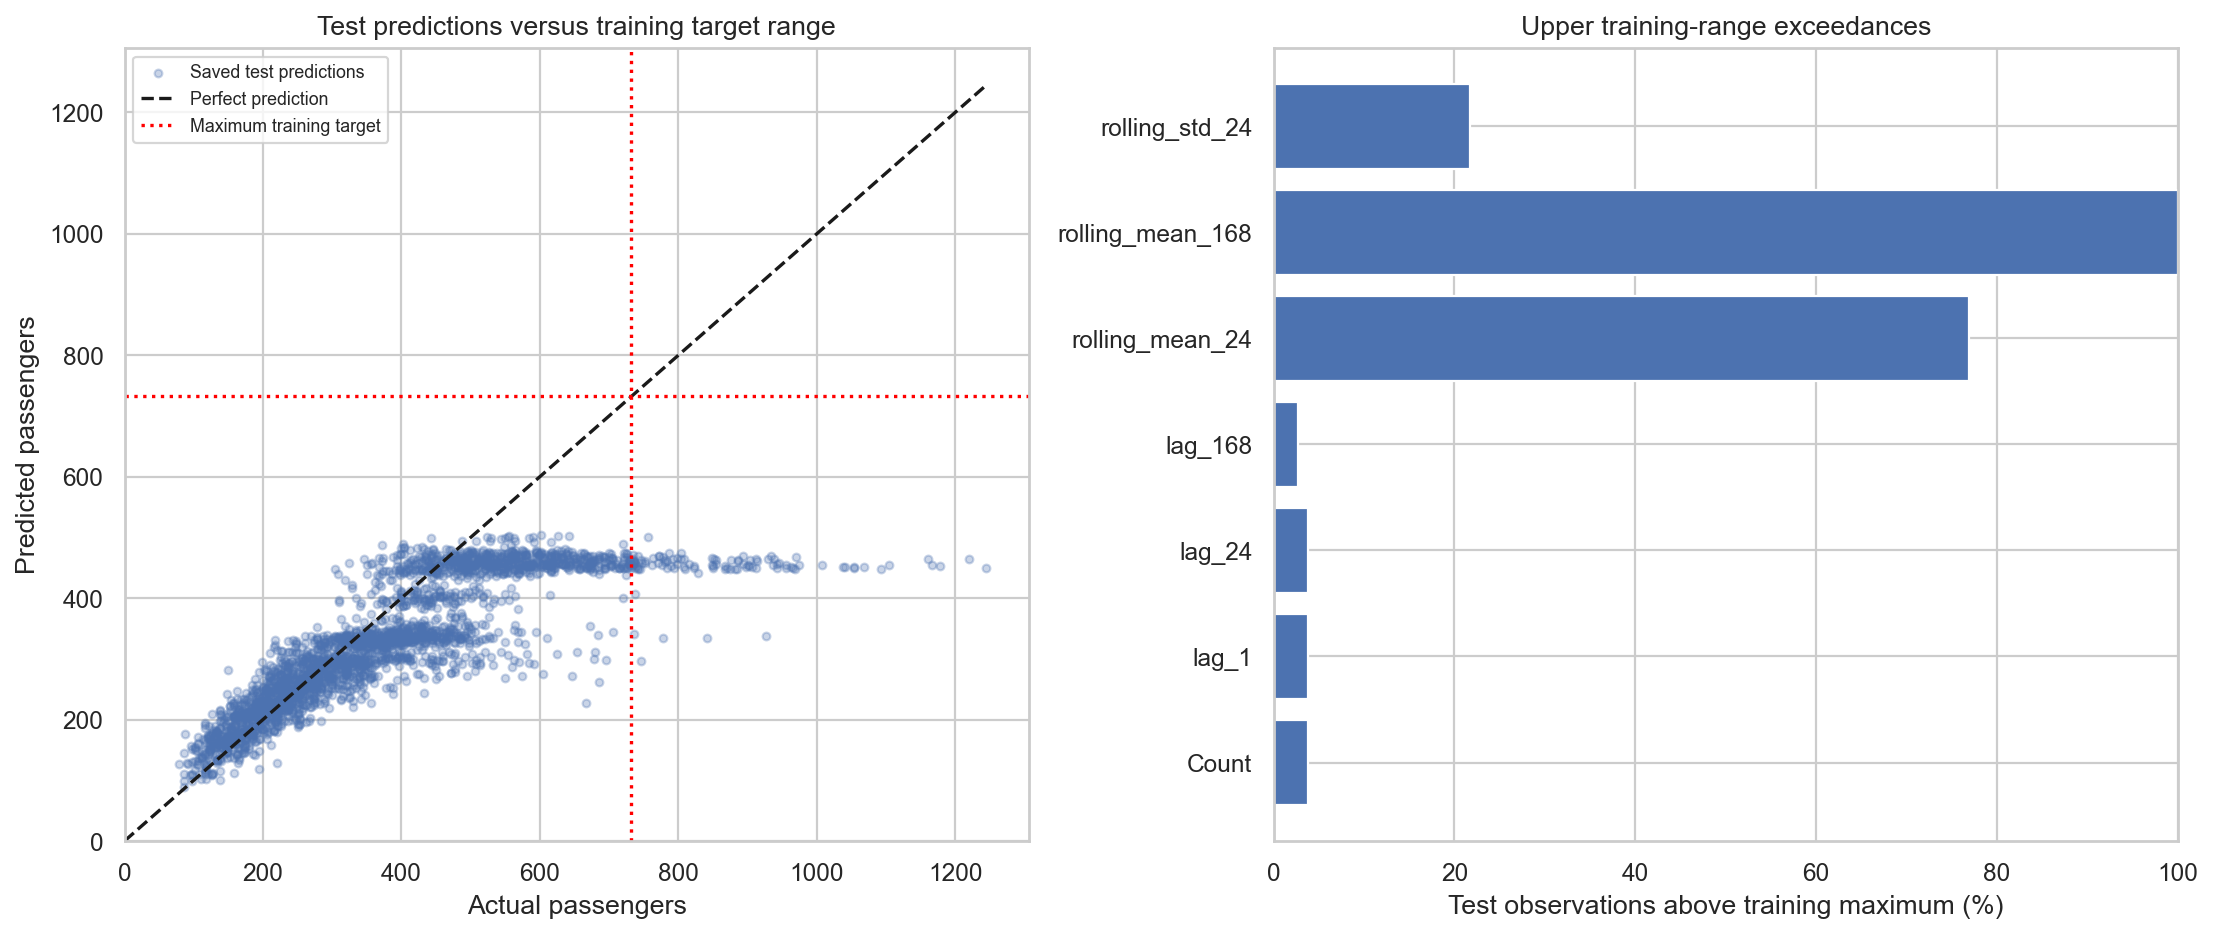 Test predictions versus training target range
Saved test predictions
Perfect prediction
Maximum training target
1200
1000
800
600
400
200
0
Predicted passengers
0 200 400 600 800 1000 1200
Actual passengers
Upper training-range exceedances
rolling_std_24
rolling_mean_168
rolling_mean_24
lag_168
lag_24
lag_1
Count
0 20 40 60 80 100
Test observations above training maximum (%)